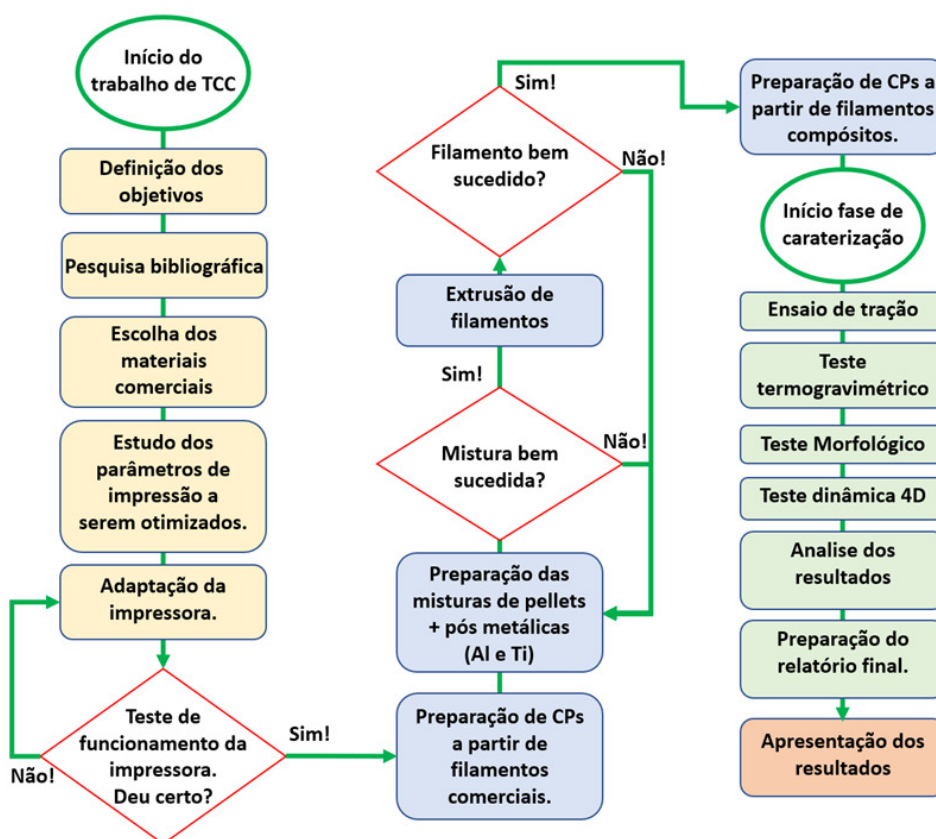 Início do
trabalho de TCC
Definição dos
objetivos
Pesquisa bibliográfica
Escolha dos
materiais
comerciais
Estudo dos
parâmetros de
impressão a
serem otimizados.
Adaptação da
impressora.
Teste de
funcionamento da
impressora.
Deu certo?
Não!
Sim!
Preparação de CPs
a partir de
filamentos
comerciais.
Preparação das
misturas de pellets
+ pós metálicas
(Al e Ti)
Mistura bem
sucedida?
Não!
Sim!
Extrusão de
filamentos
Filamento bem
sucedido?
Não!
Sim!
Preparação de CPs a
partir de filamentos
compósitos.
Início fase de
caraterização
Ensaio de tração
Teste
termogravimétrico
Teste Morfológico
Teste dinâmica 4D
Analise dos
resultados
Preparação do
relatório final.
Apresentação dos
resultados